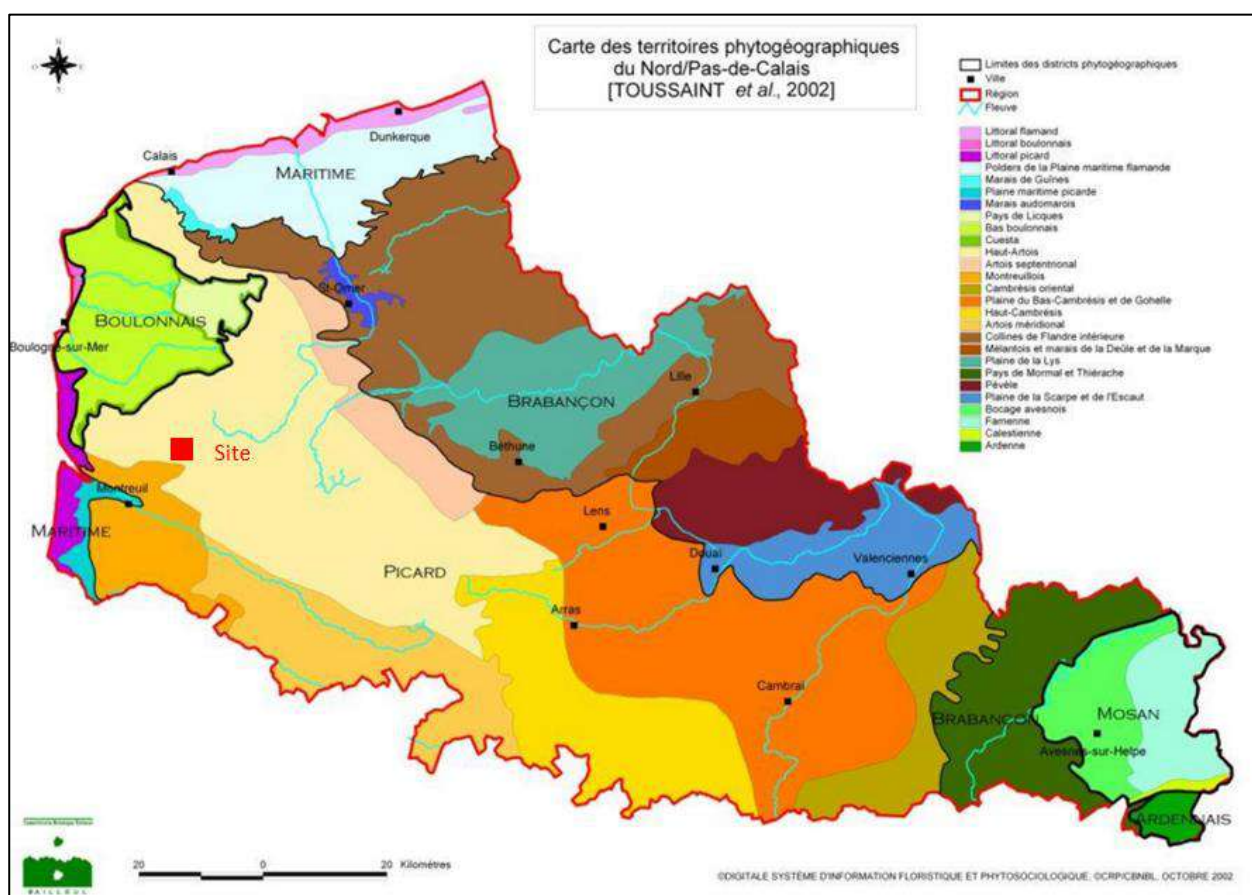 Carte des territoires phytogéographiques
du Nord/Pas-de-Calais
[TOUSSAINT et al., 2002]
N
O
E
S
Limites des districts phytogéographiques
Ville
Région
Fleuve
Littoral flamand
Littoral boulonnais
Littoral picard
Polders de la Plaine maritime flamande
Marais de Guînes
Plaine maritime picarde
Marais audomarois
Pays de Licques
Bas boulonnais
Cuesta
Haut-Artois
Artois septentrional
Montreuillois
Cambrésis oriental
Plaine du Bas-Cambrésis et de Gohelle
Haut-Cambrésis
Artois méridional
Collines de Flandre intérieure
Mélantois et marais de la Deûle et de la Marque
Plaine de la Lys
Pays de Mormal et Thiérache
Pévèle
Plaine de la Scarpe et de l'Escaut
Bocage avesnois
Famenne
Calestienne
Ardenne
Dunkerque
Calais
MARITIME
St-Omer
BOULONNAIS
Boulogne-sur-Mer
Lille
BRABANÇON
Béthune
Site
Montreuil
MARITIME
Lens
PICARD
Douai
Valenciennes
Arras
Cambrai
BRABANÇON
MOSAN
Avesnes-sur-Helpe
ARDENNAIS
BAILLEUL
20 0 20 Kilomètres
©DIGITALE SYSTÈME D'INFORMATION FLORISTIQUE ET PHYTOSOCIOLOGIQUE. ©CRP/CBNBL. OCTOBRE 2002